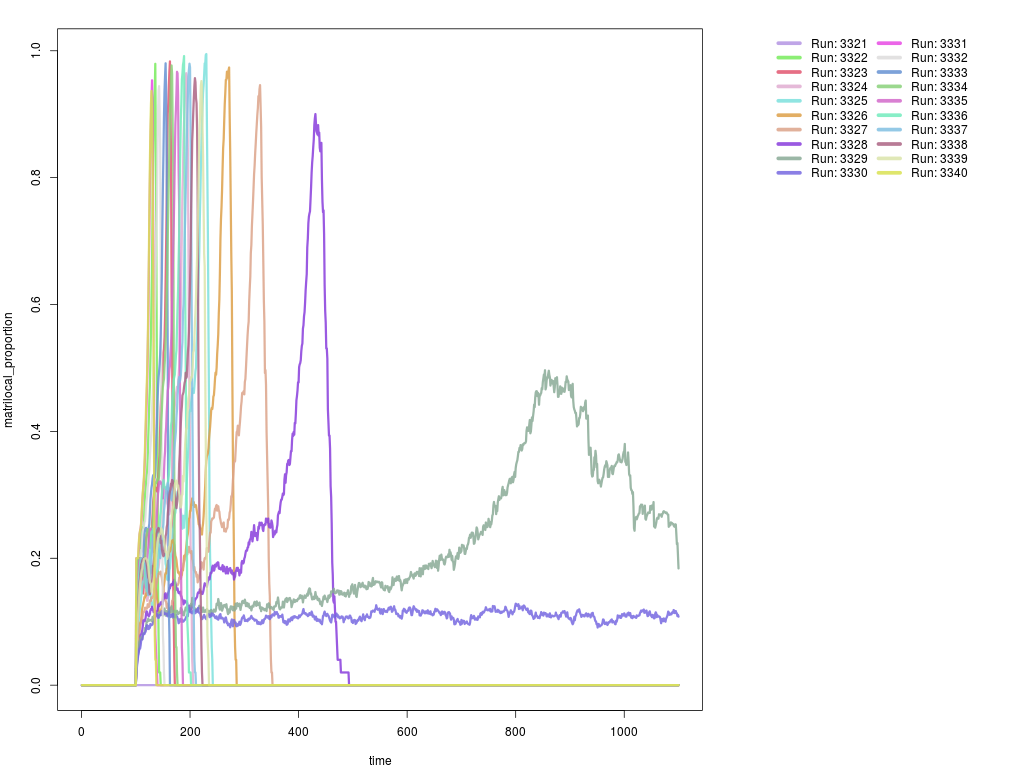 Run: 3321 Run: 3331
Run: 3322 Run: 3332
Run: 3323 Run: 3333
Run: 3324 Run: 3334
Run: 3325 Run: 3335
Run: 3326 Run: 3336
Run: 3327 Run: 3337
Run: 3328 Run: 3338
Run: 3329 Run: 3339
Run: 3330 Run: 3340
1.0
0.8
0.6
0.4
0.2
0.0
matrilocal_proportion
0 200 400 600 800 1000
time